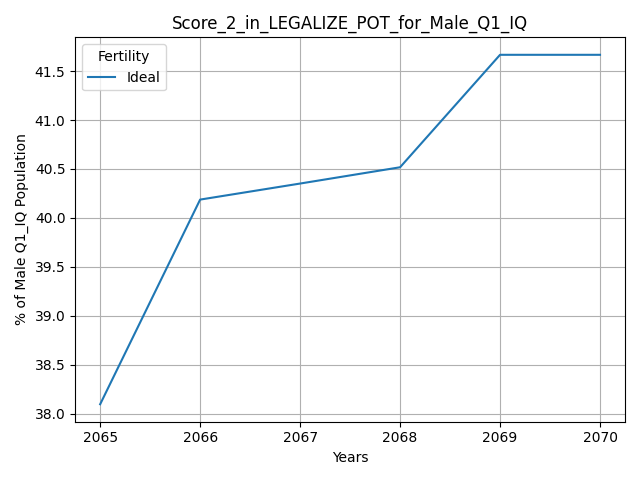 Score_2_in_LEGALIZE_POT_for_Male_Q1_IQ
Fertility
Ideal
% of Male Q1_IQ Population
41.5
41.0
40.5
40.0
39.5
39.0
38.5
38.0
2065 2066 2067 2068 2069 2070
Years